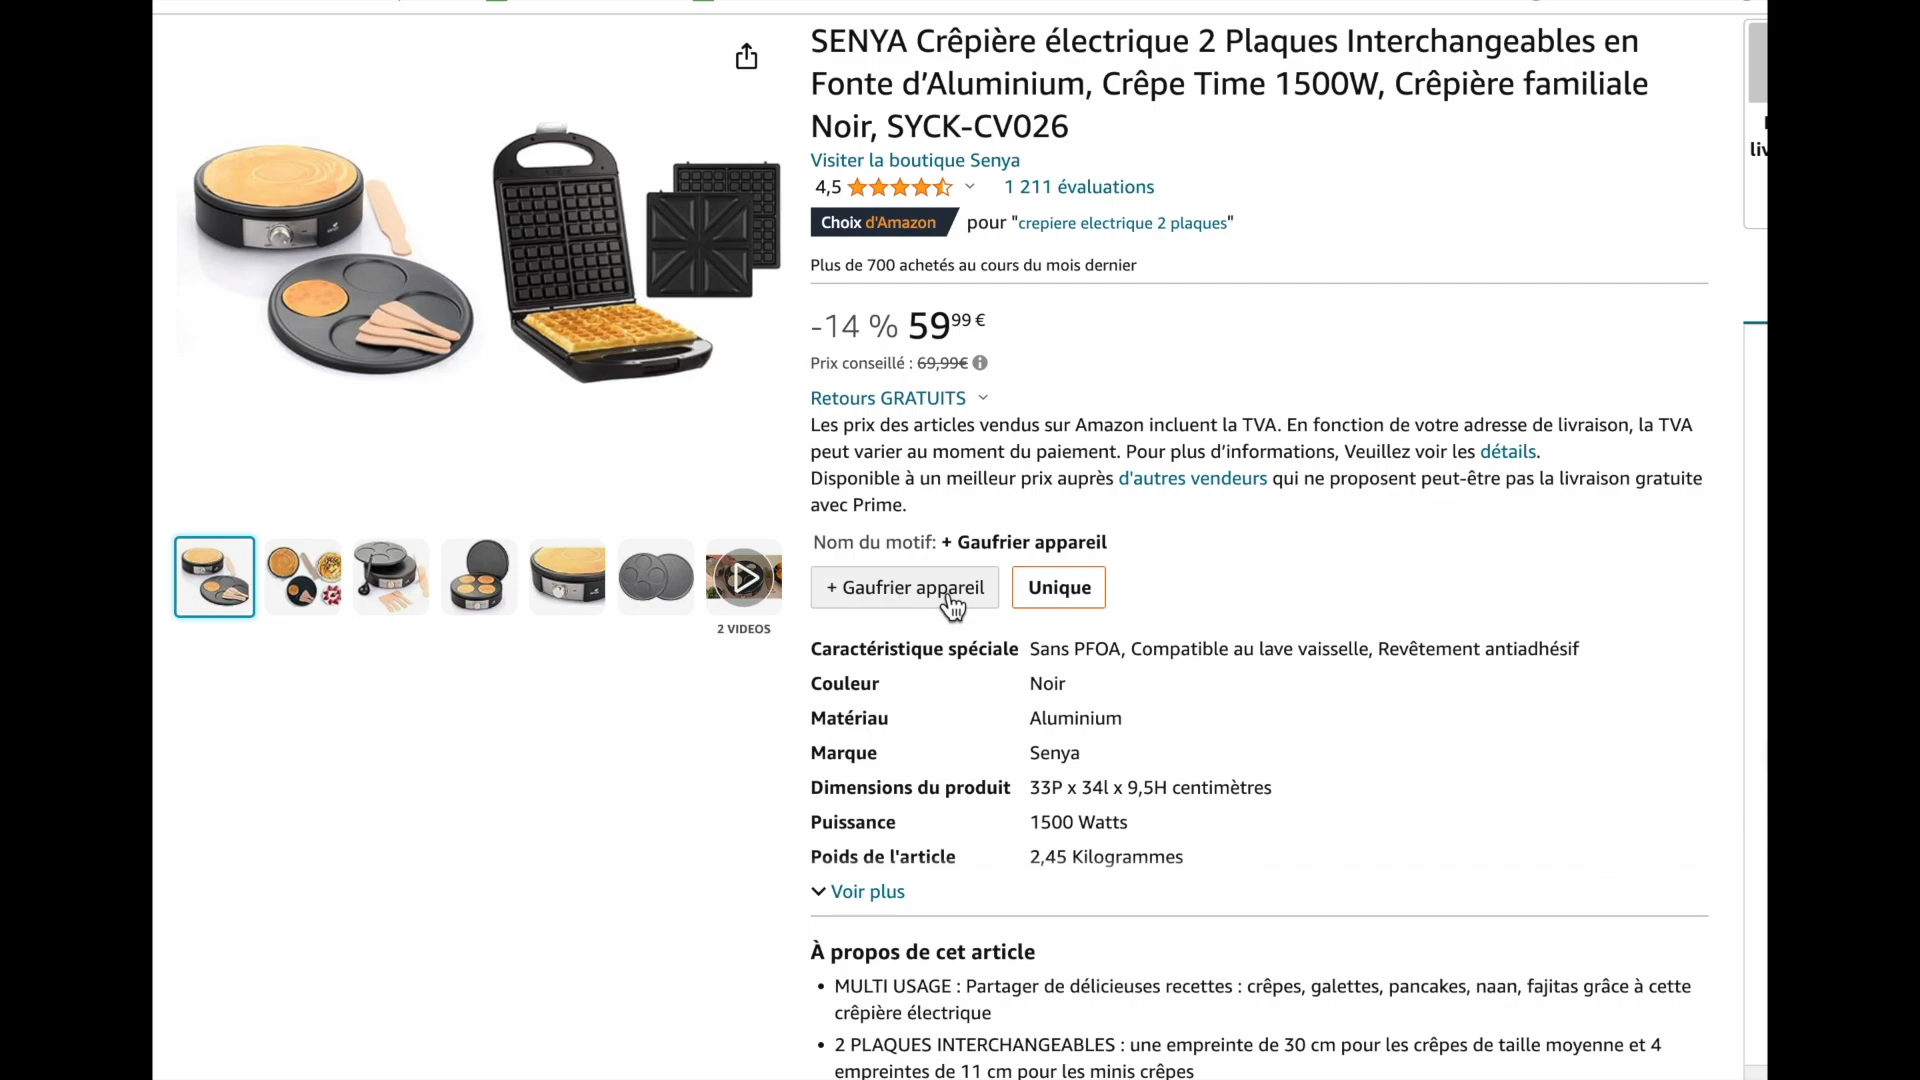 SENYA Crêpière électrique 2 Plaques Interchangeables en
Fonte d’Aluminium, Crêpe Time 1500W, Crêpière familiale
Noir, SYCK-CV026
Visiter la boutique Senya
4,5
1 211 évaluations
Choix d'Amazon pour "crepiere electrique 2 plaques"
Plus de 700 achetés au cours du mois dernier
-14 % 59,99 €
Prix conseillé : 69,99€
Retours GRATUITS
Les prix des articles vendus sur Amazon incluent la TVA. En fonction de votre adresse de livraison, la TVA
peut varier au moment du paiement. Pour plus d’informations, Veuillez voir les détails.
Disponible à un meilleur prix auprès d'autres vendeurs qui ne proposent peut-être pas la livraison gratuite
avec Prime.
Nom du motif: + Gaufrier appareil
+ Gaufrier appareil
Unique
2 VIDEOS
Caractéristique spéciale Sans PFOA, Compatible au lave vaisselle, Revêtement antiadhésif
Couleur Noir
Matériau Aluminium
Marque Senya
Dimensions du produit 33P x 34l x 9,5H centimètres
Puissance 1500 Watts
Poids de l'article 2,45 Kilogrammes
Voir plus
À propos de cet article
• MULTI USAGE : Partager de délicieuses recettes : crêpes, galettes, pancakes, naan, fajitas grâce à cette
crêpière électrique
• 2 PLAQUES INTERCHANGEABLES : une empreinte de 30 cm pour les crêpes de taille moyenne et 4
empreintes de 11 cm pour les minis crêpes